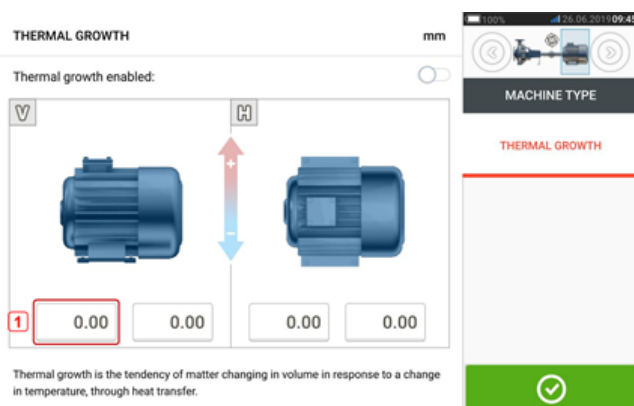 THERMAL GROWTH mm
Thermal growth enabled:
V H
+
-
1 0.00 0.00 0.00 0.00
Thermal growth is the tendency of matter changing in volume in response to a change
in temperature, through heat transfer.
100% 26.06.2019 09:45
MACHINE TYPE
THERMAL GROWTH